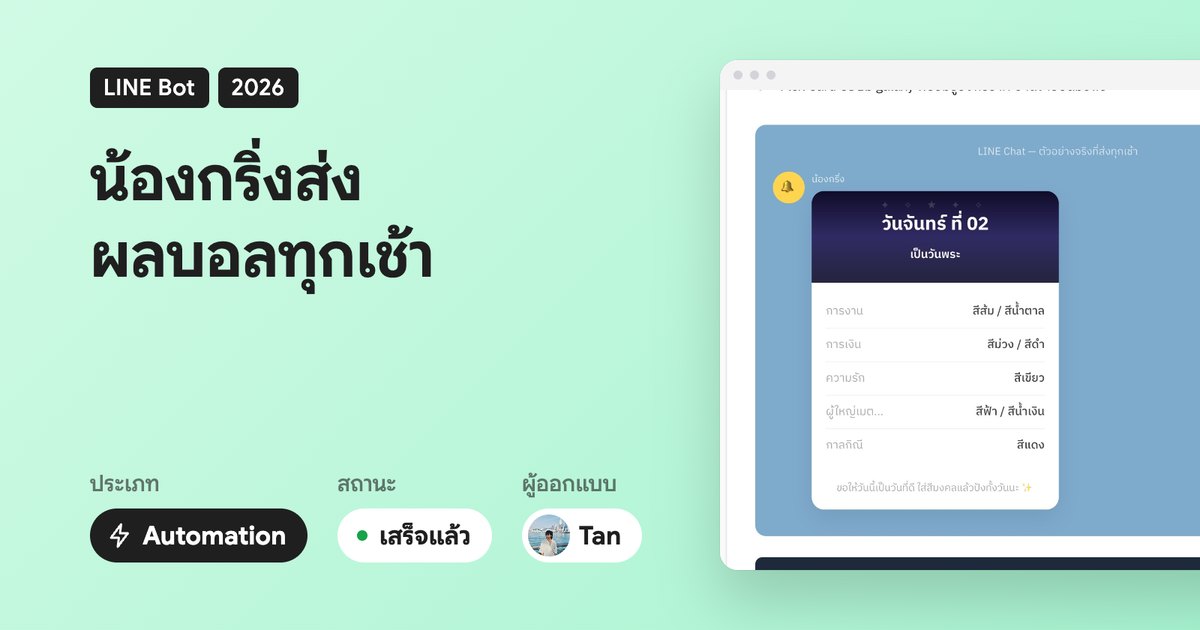 LINE Bot
2026
น้องกริ่งส่ง
ผลบอลทุกเช้า
ประเภท
Automation
สถานะ
เสร็จแล้ว
ผู้ออกแบบ
Tan
LINE Chat — ตัวอย่างจริงที่ส่งทุกเช้า
น้องกริ่ง
วันจันทร์ ที่ 02
เป็นวันพระ
การงาน สีส้ม / สีน้ำตาล
การเงิน สีม่วง / สีดำ
ความรัก สีเขียว
ผู้ใหญ่เมต... สีฟ้า / สีน้ำเงิน
กาลกิณี สีแดง
ขอให้วันนี้เป็นวันที่ดี ใส่สีมงคลแล้วปังทั้งวันนะ ✨